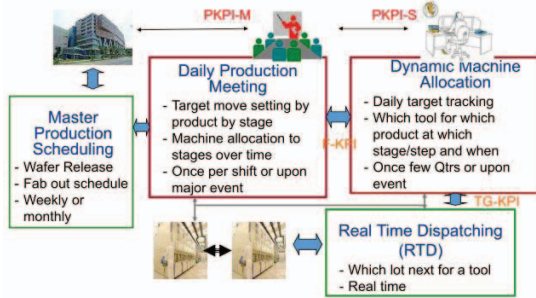 PKPI-M
PKPI-S
Daily Production
Meeting
- Target move setting by
product by stage
- Machine allocation to
stages over time
- Once per shift or upon
major event
Dynamic Machine
Allocation
- Daily target tracking
- Which tool for which
product at which
stage/step and when
- Once few Qtrs or upon
event
Master
Production
Scheduling
- Wafer Release
- Fab out schedule
- Weekly or
monthly
F-KPI
TG-KPI
Real Time Dispatching
(RTD)
- Which lot next for a tool
- Real time